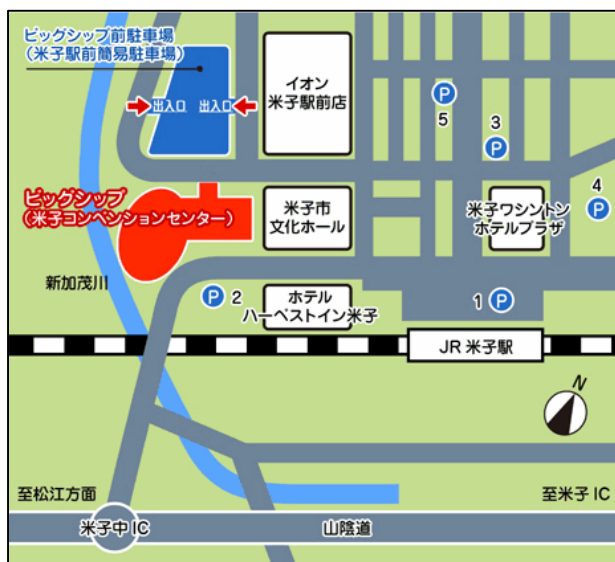 ビッグシップ前駐車場
（米子駅前簡易駐車場）
出入口
出入口
イオン
米子駅前店
P
5
3
P
4
P
ビッグシップ
（米子コンベンションセンター）
米子市
文化ホール
米子ワシントン
ホテルプラザ
新加茂川
P 2
ホテル
ハーベストイン米子
1 P
JR 米子駅
N
至松江方面
至米子 IC
米子中 IC
山陰道